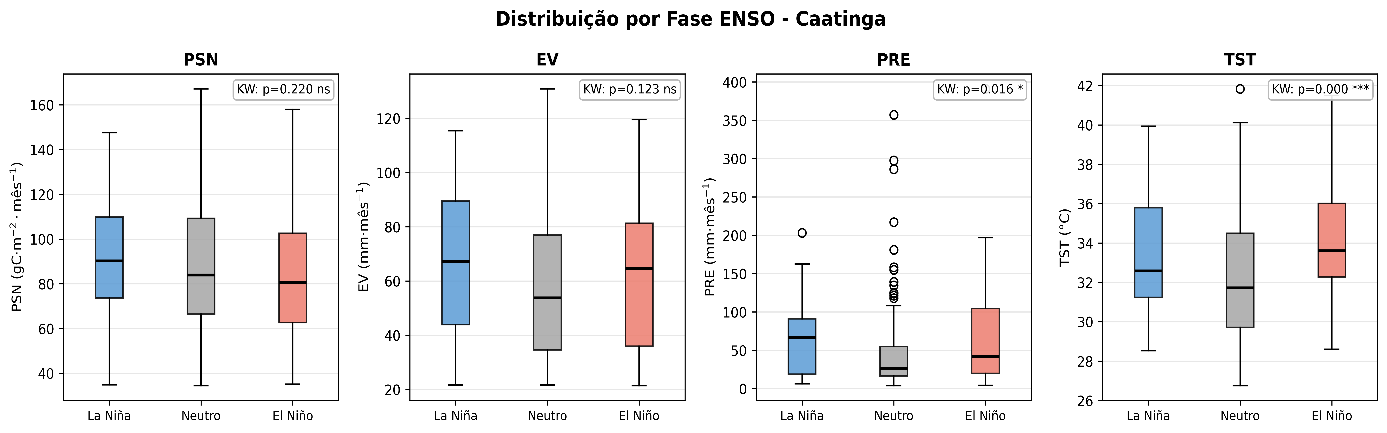 Distribuição por Fase ENSO - Caatinga
PSN
KW: p=0.220 ns
PSN (gC·m⁻²·mês⁻¹)
160
140
120
100
80
60
40
La Niña
Neutro
El Niño
EV
KW: p=0.123 ns
EV (mm·mês⁻¹)
120
100
80
60
40
20
La Niña
Neutro
El Niño
PRE
KW: p=0.016 *
PRE (mm·mês⁻¹)
400
350
300
250
200
150
100
50
0
La Niña
Neutro
El Niño
TST
KW: p=0.000 ***
TST (°C)
42
40
38
36
34
32
30
28
26
La Niña
Neutro
El Niño